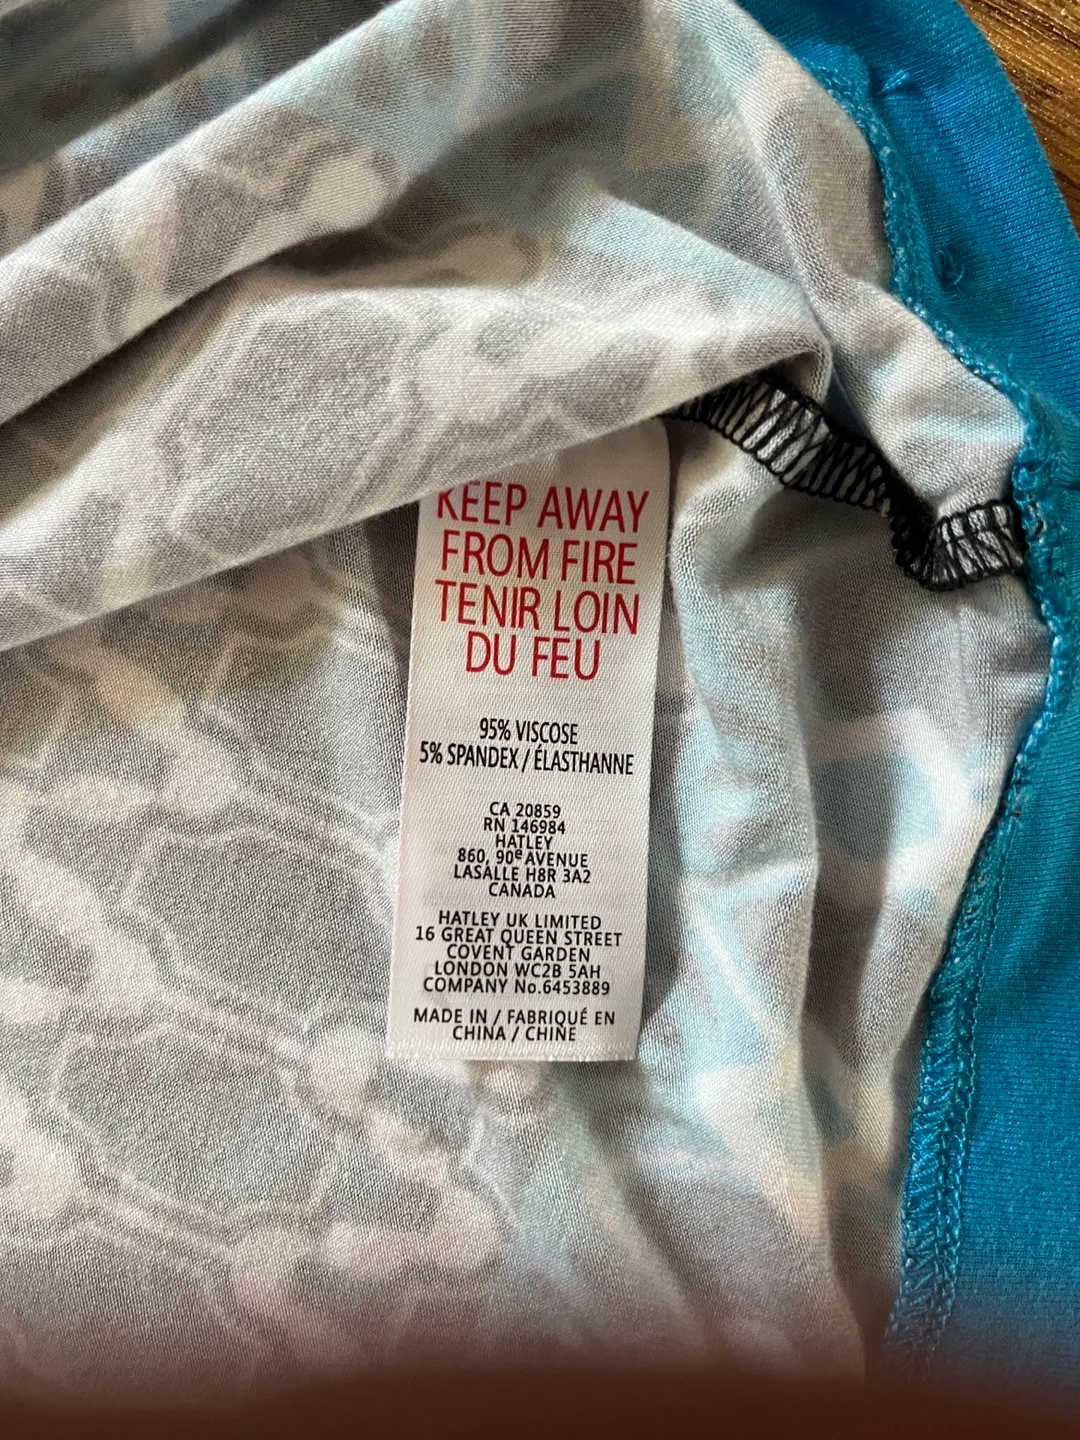 KEEP AWAY
FROM FIRE
TENIR LOIN
DU FEU
95% VISCOSE
5% SPANDEX / ÉLASTHANNE
CA 20859
RN 146984
HATLEY
860, 90e AVENUE
LASALLE H8R 3A2
CANADA
HATLEY UK LIMITED
16 GREAT QUEEN STREET
COVENT GARDEN
LONDON WC2B 5AH
COMPANY No.6453889
MADE IN / FABRIQUÉ EN
CHINA / CHINE